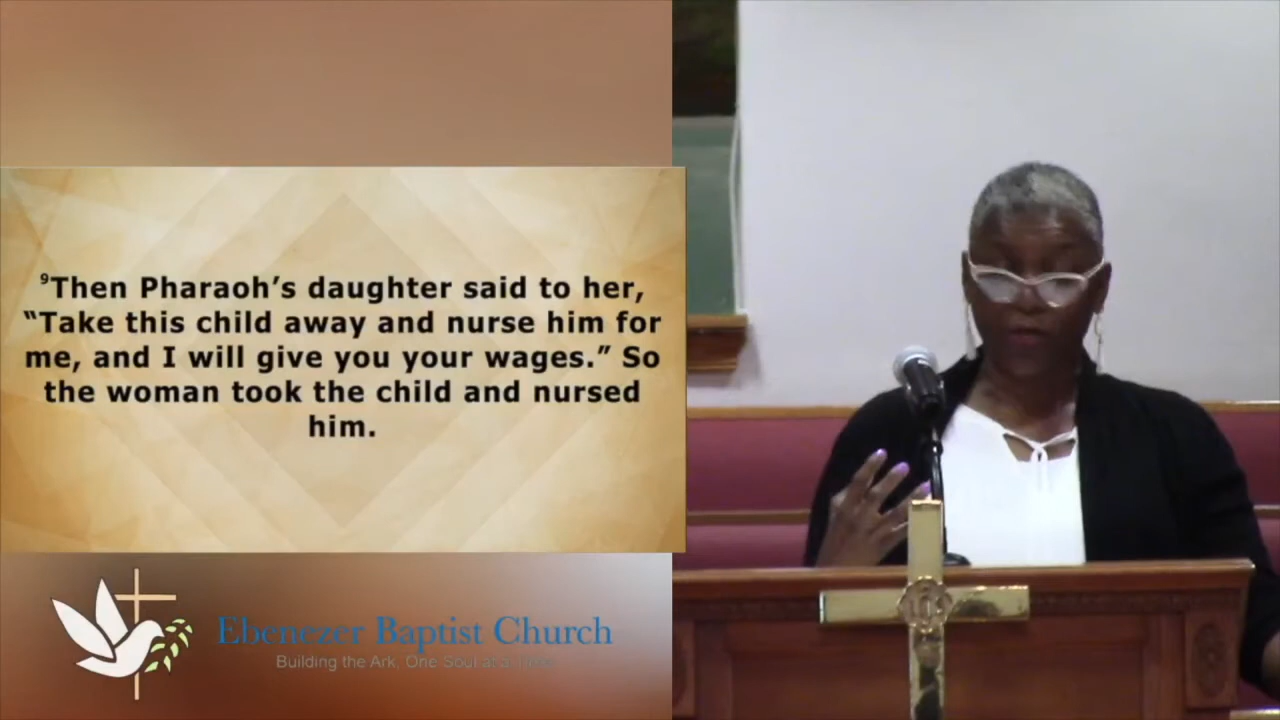 ⁹Then Pharaoh’s daughter said to her,
“Take this child away and nurse him for
me, and I will give you your wages.” So
the woman took the child and nursed
him.
Ebenezer Baptist Church
Building the Ark, One Soul at a Time